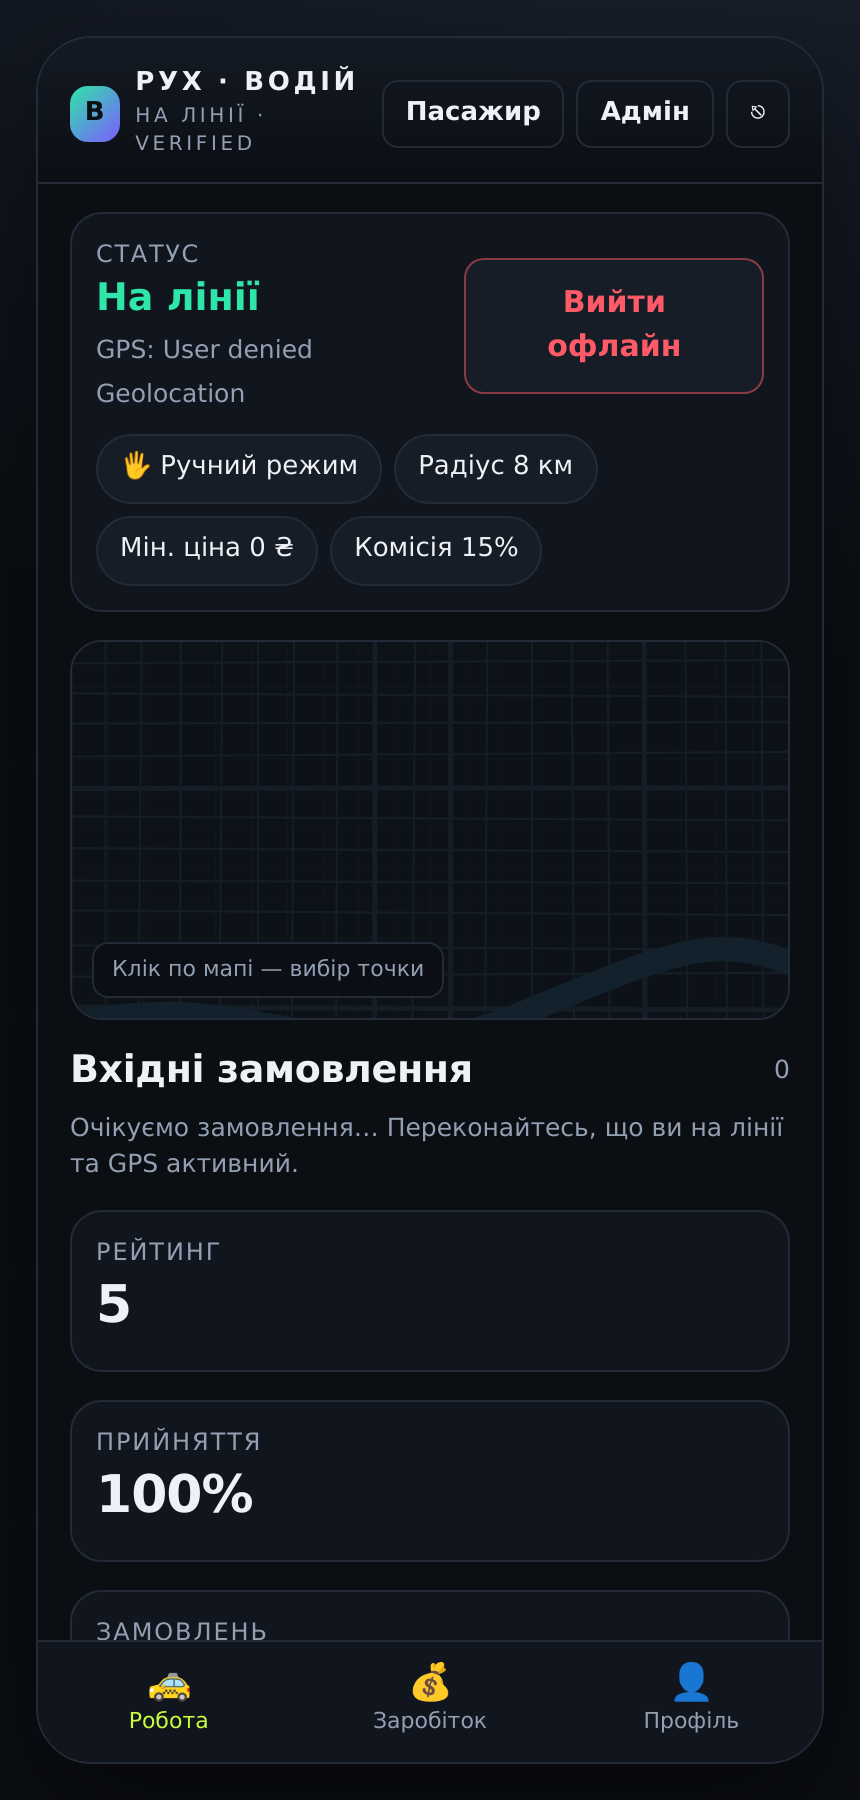 B
РУХ · ВОДІЙ
НА ЛІНІЇ ·
VERIFIED
Пасажир
Адмін
СТАТУС
На лінії
GPS: User denied
Geolocation
Вийти
офлайн
🖐 Ручний режим
Радіус 8 км
Мін. ціна 0 ₴
Комісія 15%
Клік по мапі — вибір точки
Вхідні замовлення
0
Очікуємо замовлення… Переконайтесь, що ви на лінії
та GPS активний.
РЕЙТИНГ
5
ПРИЙНЯТТЯ
100%
ЗАМОВЛЕНЬ
Робота
Заробіток
Профіль